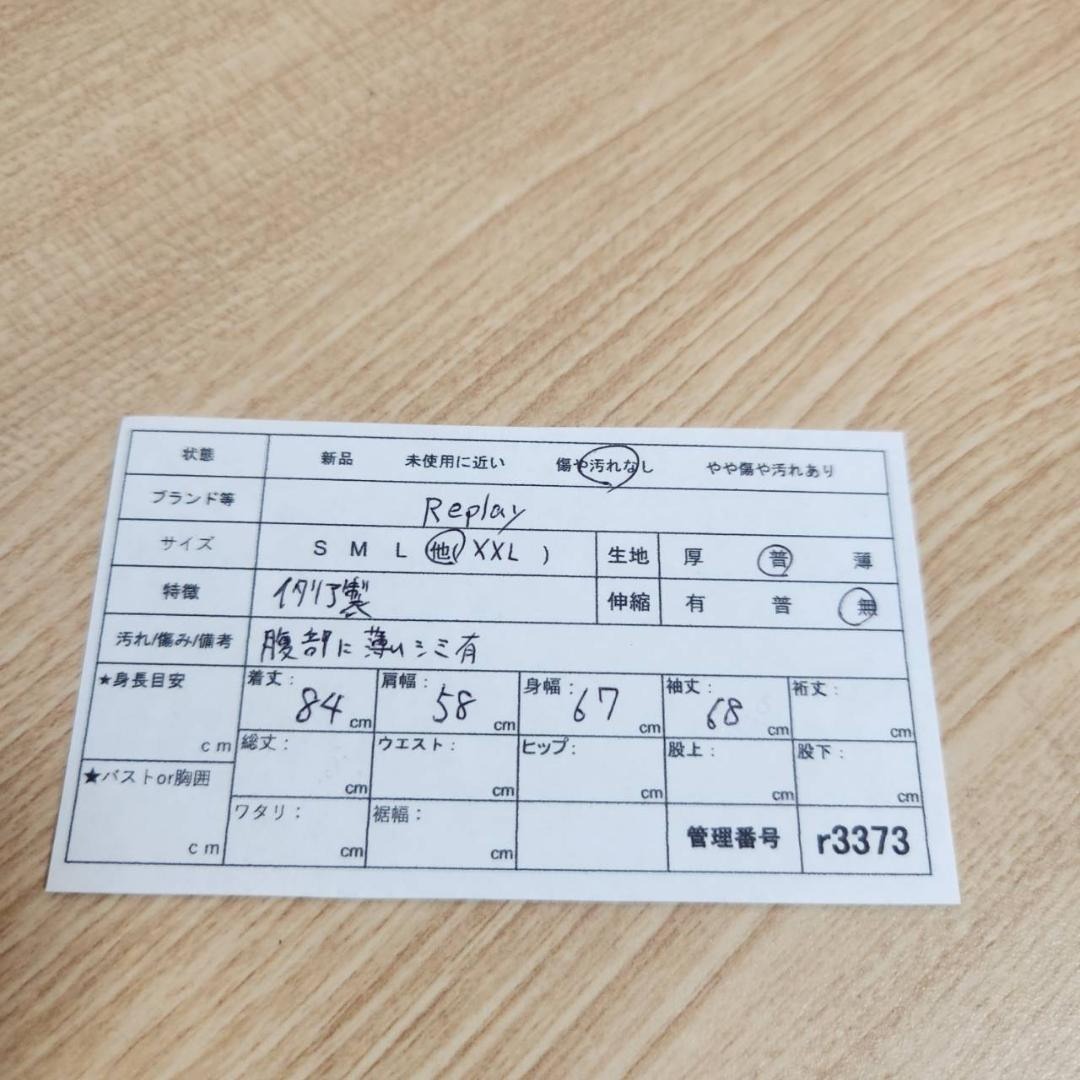 状態 新品 未使用に近い 傷や汚れなし やや傷や汚れあり
ブランド等 Replay
サイズ S M L 他( XXL ) 生地 厚 普 薄
特徴 イタリア製 伸縮 有 普 無
汚れ/傷み/備考 腹部に薄いシミ有
★身長目安 cm 着丈: 84 cm 肩幅: 58 cm 身幅: 67 cm 袖丈: 68 cm 裄丈: cm
総丈: cm ウエスト: cm ヒップ: cm 股上: cm 股下: cm
★バストor胸囲 cm ワタリ: cm 裾幅: cm 管理番号 r3373